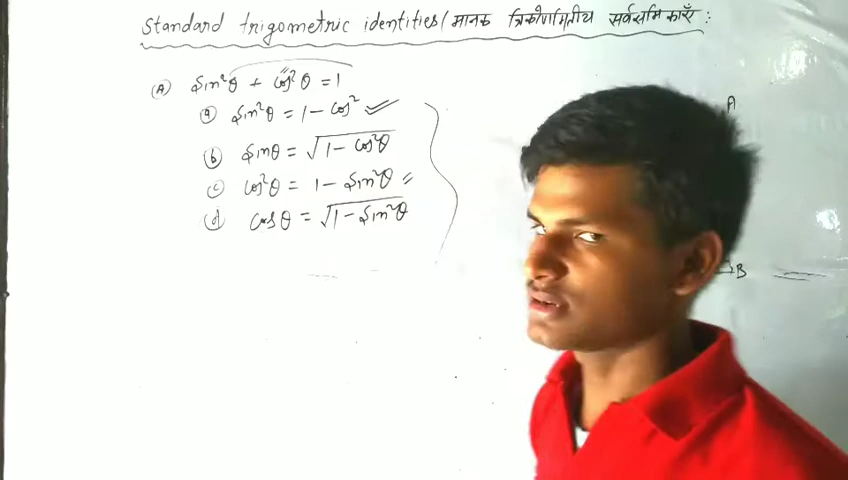 Standard trigometric identities / मानक त्रिकोणमितीय सर्वसमिकाएँ :
(A) sin²θ + cos²θ = 1
(a) sin²θ = 1 - cos²
(b) sinθ = √1 - cos²θ
(c) cos²θ = 1 - sin²θ
(d) cosθ = √1 - sin²θ
A
B